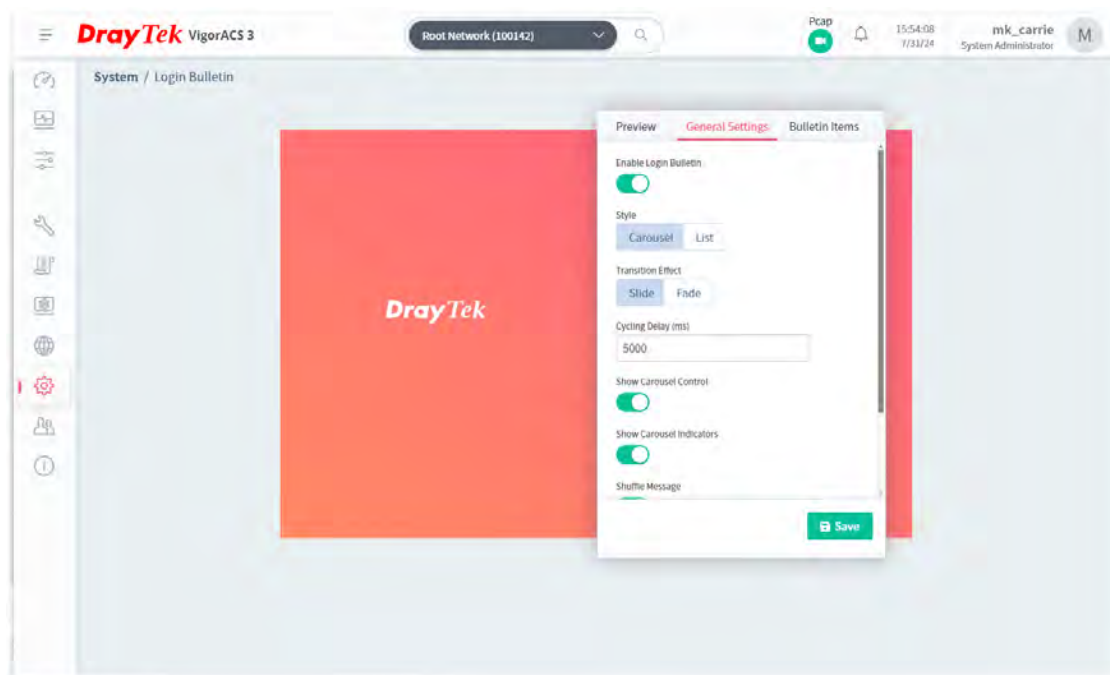 DrayTek VigorACS 3
Root Network (100142)
Pcap
15:54:08
7/31/24
mk_carrie
System Administrator
M
System / Login Bulletin
Preview General Settings Bulletin Items
Enable Login Bulletin
Style
Carousel List
Transition Effect
Slide Fade
Cycling Delay (ms)
5000
Show Carousel Control
Show Carousel Indicators
Shuffle Message
Save
DrayTek